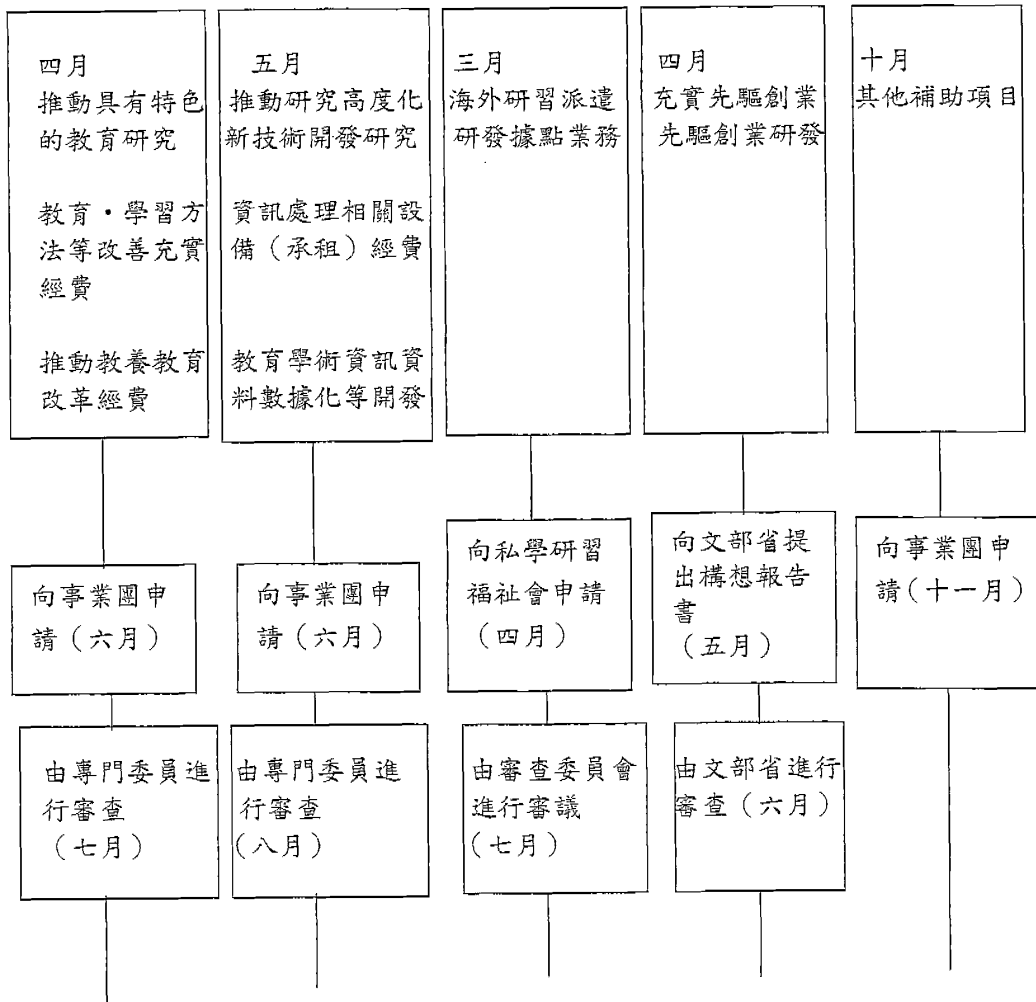 四月
推動具有特色
的教育研究
教育・學習方
法等改善充實
經費
推動教養教育
改革經費
五月
推動研究高度化
新技術開發研究
資訊處理相關設
備（承租）經費
教育學術資訊資
料數據化等開發
三月
海外研習派遣
研發據點業務
四月
充實先驅創業
先驅創業研發
十月
其他補助項目
向事業團申
請（六月）
向事業團申
請（六月）
向私學研習
福祉會申請
（四月）
向文部省提
出構想報告
書
（五月）
向事業團申
請（十一月）
由專門委員進
行審查
（七月）
由專門委員進
行審查
（八月）
由審查委員會
進行審議
（七月）
由文部省進行
審查（六月）